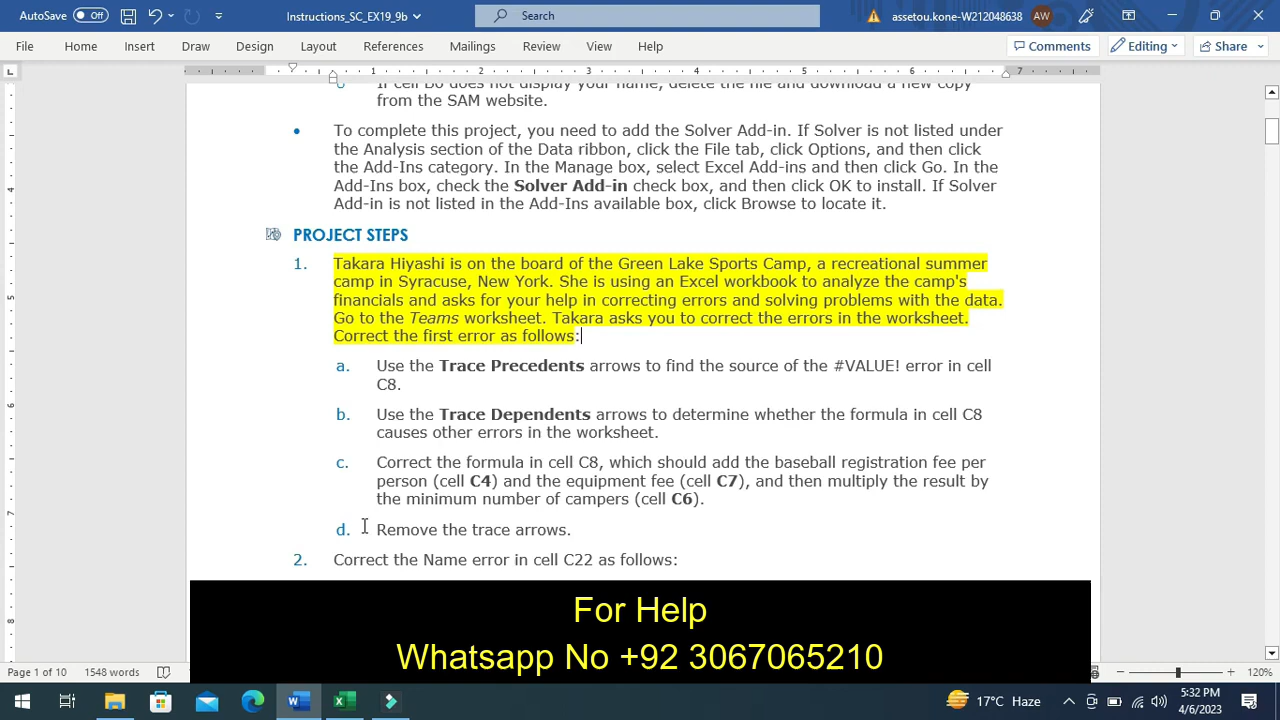 AutoSave Off
Instructions_SC_EX19_9b
Search
assetou.kone-W212048638 AW
File Home Insert Draw Design Layout References Mailings Review View Help
Comments Editing Share
1 2 3 4 5 6 7
from the SAM website.
• To complete this project, you need to add the Solver Add-in. If Solver is not listed under
the Analysis section of the Data ribbon, click the File tab, click Options, and then click
the Add-Ins category. In the Manage box, select Excel Add-ins and then click Go. In the
Add-Ins box, check the Solver Add-in check box, and then click OK to install. If Solver
Add-in is not listed in the Add-Ins available box, click Browse to locate it.
PROJECT STEPS
1. Takara Hiyashi is on the board of the Green Lake Sports Camp, a recreational summer
camp in Syracuse, New York. She is using an Excel workbook to analyze the camp's
financials and asks for your help in correcting errors and solving problems with the data.
Go to the Teams worksheet. Takara asks you to correct the errors in the worksheet.
Correct the first error as follows:
a. Use the Trace Precedents arrows to find the source of the #VALUE! error in cell
C8.
b. Use the Trace Dependents arrows to determine whether the formula in cell C8
causes other errors in the worksheet.
c. Correct the formula in cell C8, which should add the baseball registration fee per
person (cell C4) and the equipment fee (cell C7), and then multiply the result by
the minimum number of campers (cell C6).
d. Remove the trace arrows.
2. Correct the Name error in cell C22 as follows:
For Help
Whatsapp No +92 3067065210
Page 1 of 10 1548 words
120%
17°C Haze
5:32 PM
4/6/2023